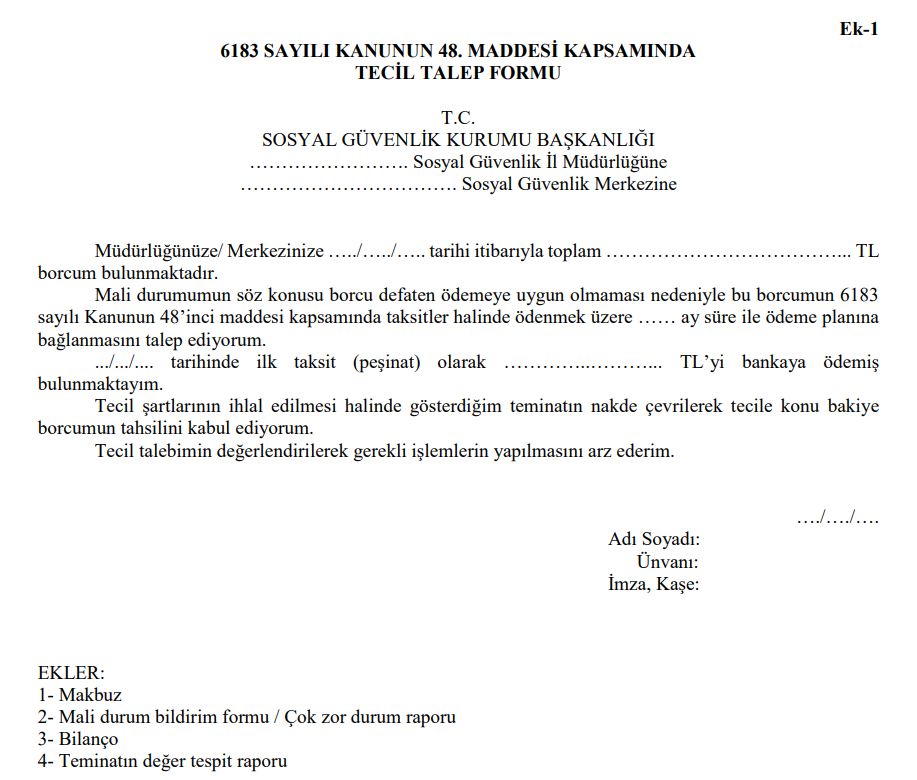 Ek-1
6183 SAYILI KANUNUN 48. MADDESİ KAPSAMINDA
TECİL TALEP FORMU
T.C.
SOSYAL GÜVENLİK KURUMU BAŞKANLIĞI
……………………. Sosyal Güvenlik İl Müdürlüğüne
……………………………. Sosyal Güvenlik Merkezine
Müdürlüğünüze/ Merkezinize …../…../….. tarihi itibarıyla toplam ………………………………... TL
borcum bulunmaktadır.
Mali durumumun söz konusu borcu defaten ödemeye uygun olmaması nedeniyle bu borcumun 6183
sayılı Kanunun 48’inci maddesi kapsamında taksitler halinde ödenmek üzere …… ay süre ile ödeme planına
bağlanmasını talep ediyorum.
.../.../.... tarihinde ilk taksit (peşinat) olarak …………..………... TL’yi bankaya ödemiş
bulunmaktayım.
Tecil şartlarının ihlal edilmesi halinde gösterdiğim teminatın nakde çevrilerek tecile konu bakiye
borcumun tahsilini kabul ediyorum.
Tecil talebimin değerlendirilerek gerekli işlemlerin yapılmasını arz ederim.
…./…./….
Adı Soyadı:
Ünvanı:
İmza, Kaşe:
EKLER:
1- Makbuz
2- Mali durum bildirim formu / Çok zor durum raporu
3- Bilanço
4- Teminatın değer tespit raporu